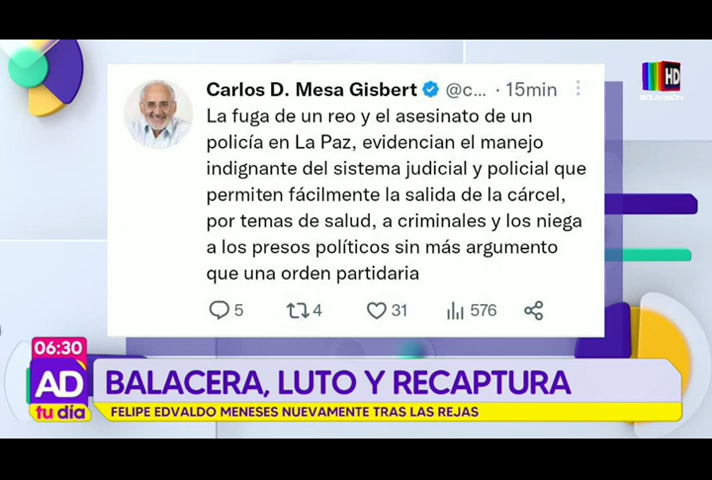 Carlos D. Mesa Gisbert @c... · 15min
La fuga de un reo y el asesinato de un
policía en La Paz, evidencian el manejo
indignante del sistema judicial y policial que
permiten fácilmente la salida de la cárcel,
por temas de salud, a criminales y los niega
a los presos políticos sin más argumento
que una orden partidaria
5 4 31 576
HD
BOLIVISION
06:30
AD
tu día
BALACERA, LUTO Y RECAPTURA
FELIPE EDVALDO MENESES NUEVAMENTE TRAS LAS REJAS